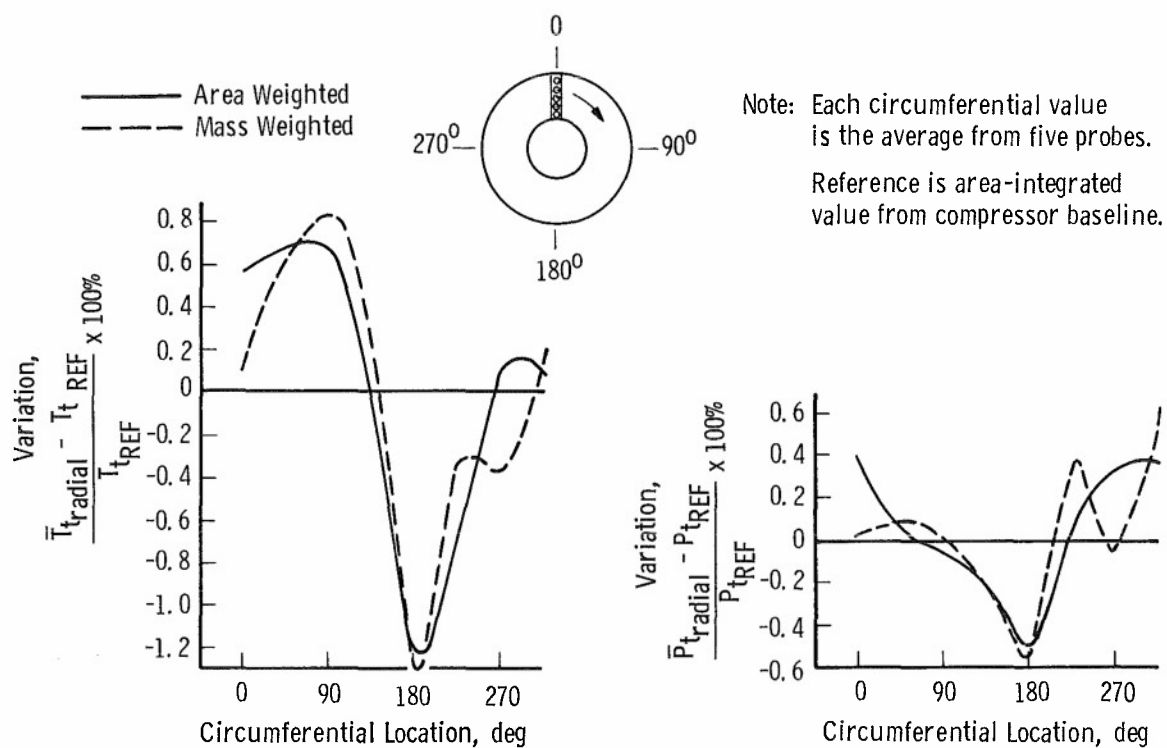 0
270⁰
90⁰
180⁰
Area Weighted
Mass Weighted
Note: Each circumferential value
is the average from five probes.
Reference is area-integrated
value from compressor baseline.
Variation,
T̅t radial - Tt REF
T̅t REF
x 100%
0.8
0.6
0.4
0.2
0
-0.2
-0.4
-0.6
-0.8
-1.0
-1.2
0 90 180 270
Circumferential Location, deg
Variation,
P̅t radial - Pt REF
Pt REF
x 100%
0.6
0.4
0.2
0
-0.2
-0.4
-0.6
0 90 180 270
Circumferential Location, deg